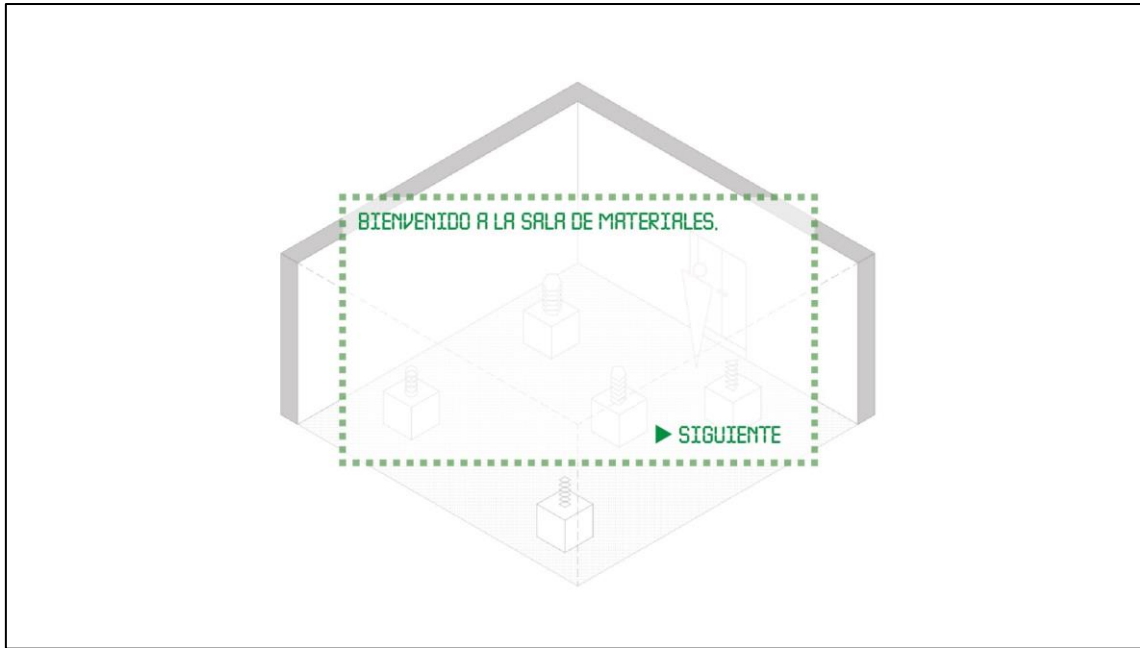 BIENVENIDO A LA SALA DE MATERIALES.
▶ SIGUIENTE